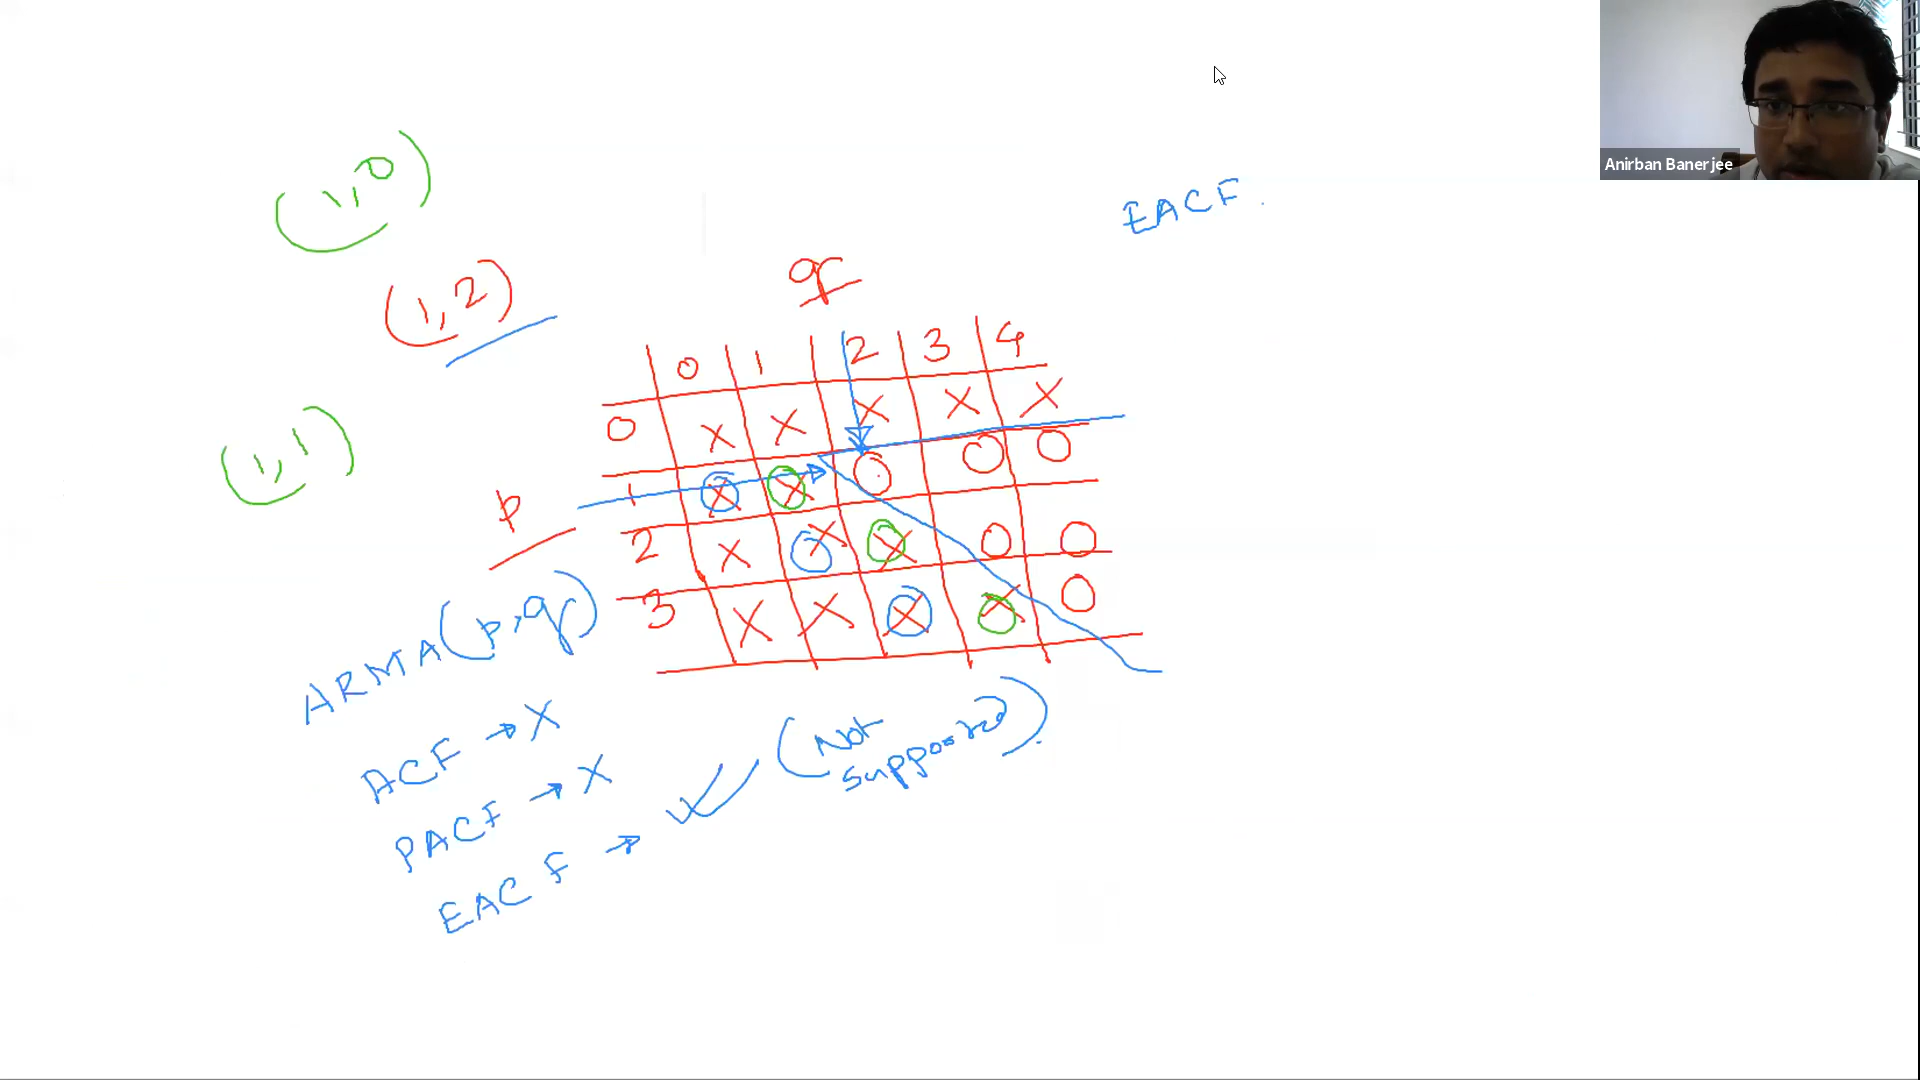 Anirban Banerjee
(1,0)
EACF.
(1,2)
q
0 1 2 3 4
0 X X X X X
(1,1)
p
1 X X O O O
2 X X X O O
3 X X X X O
ARMA(p,q)
ACF → X
PACF → X
EACF → ✓ (Not
supported).